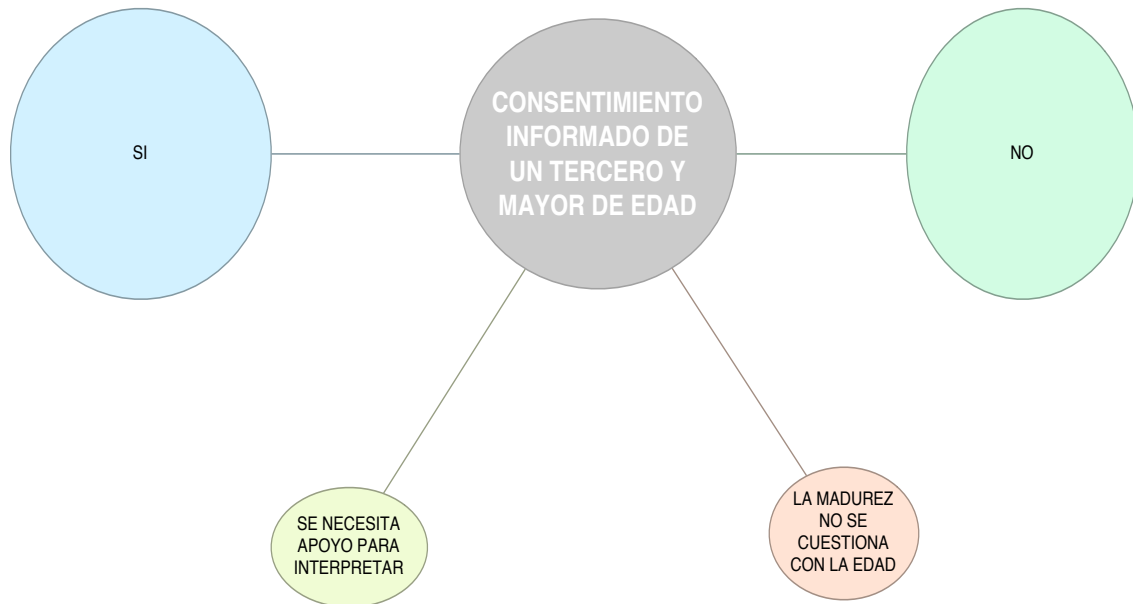 SI
CONSENTIMIENTO
INFORMADO DE
UN TERCERO Y
MAYOR DE EDAD
NO
SE NECESITA
APOYO PARA
INTERPRETAR
LA MADUREZ
NO SE
CUESTIONA
CON LA EDAD